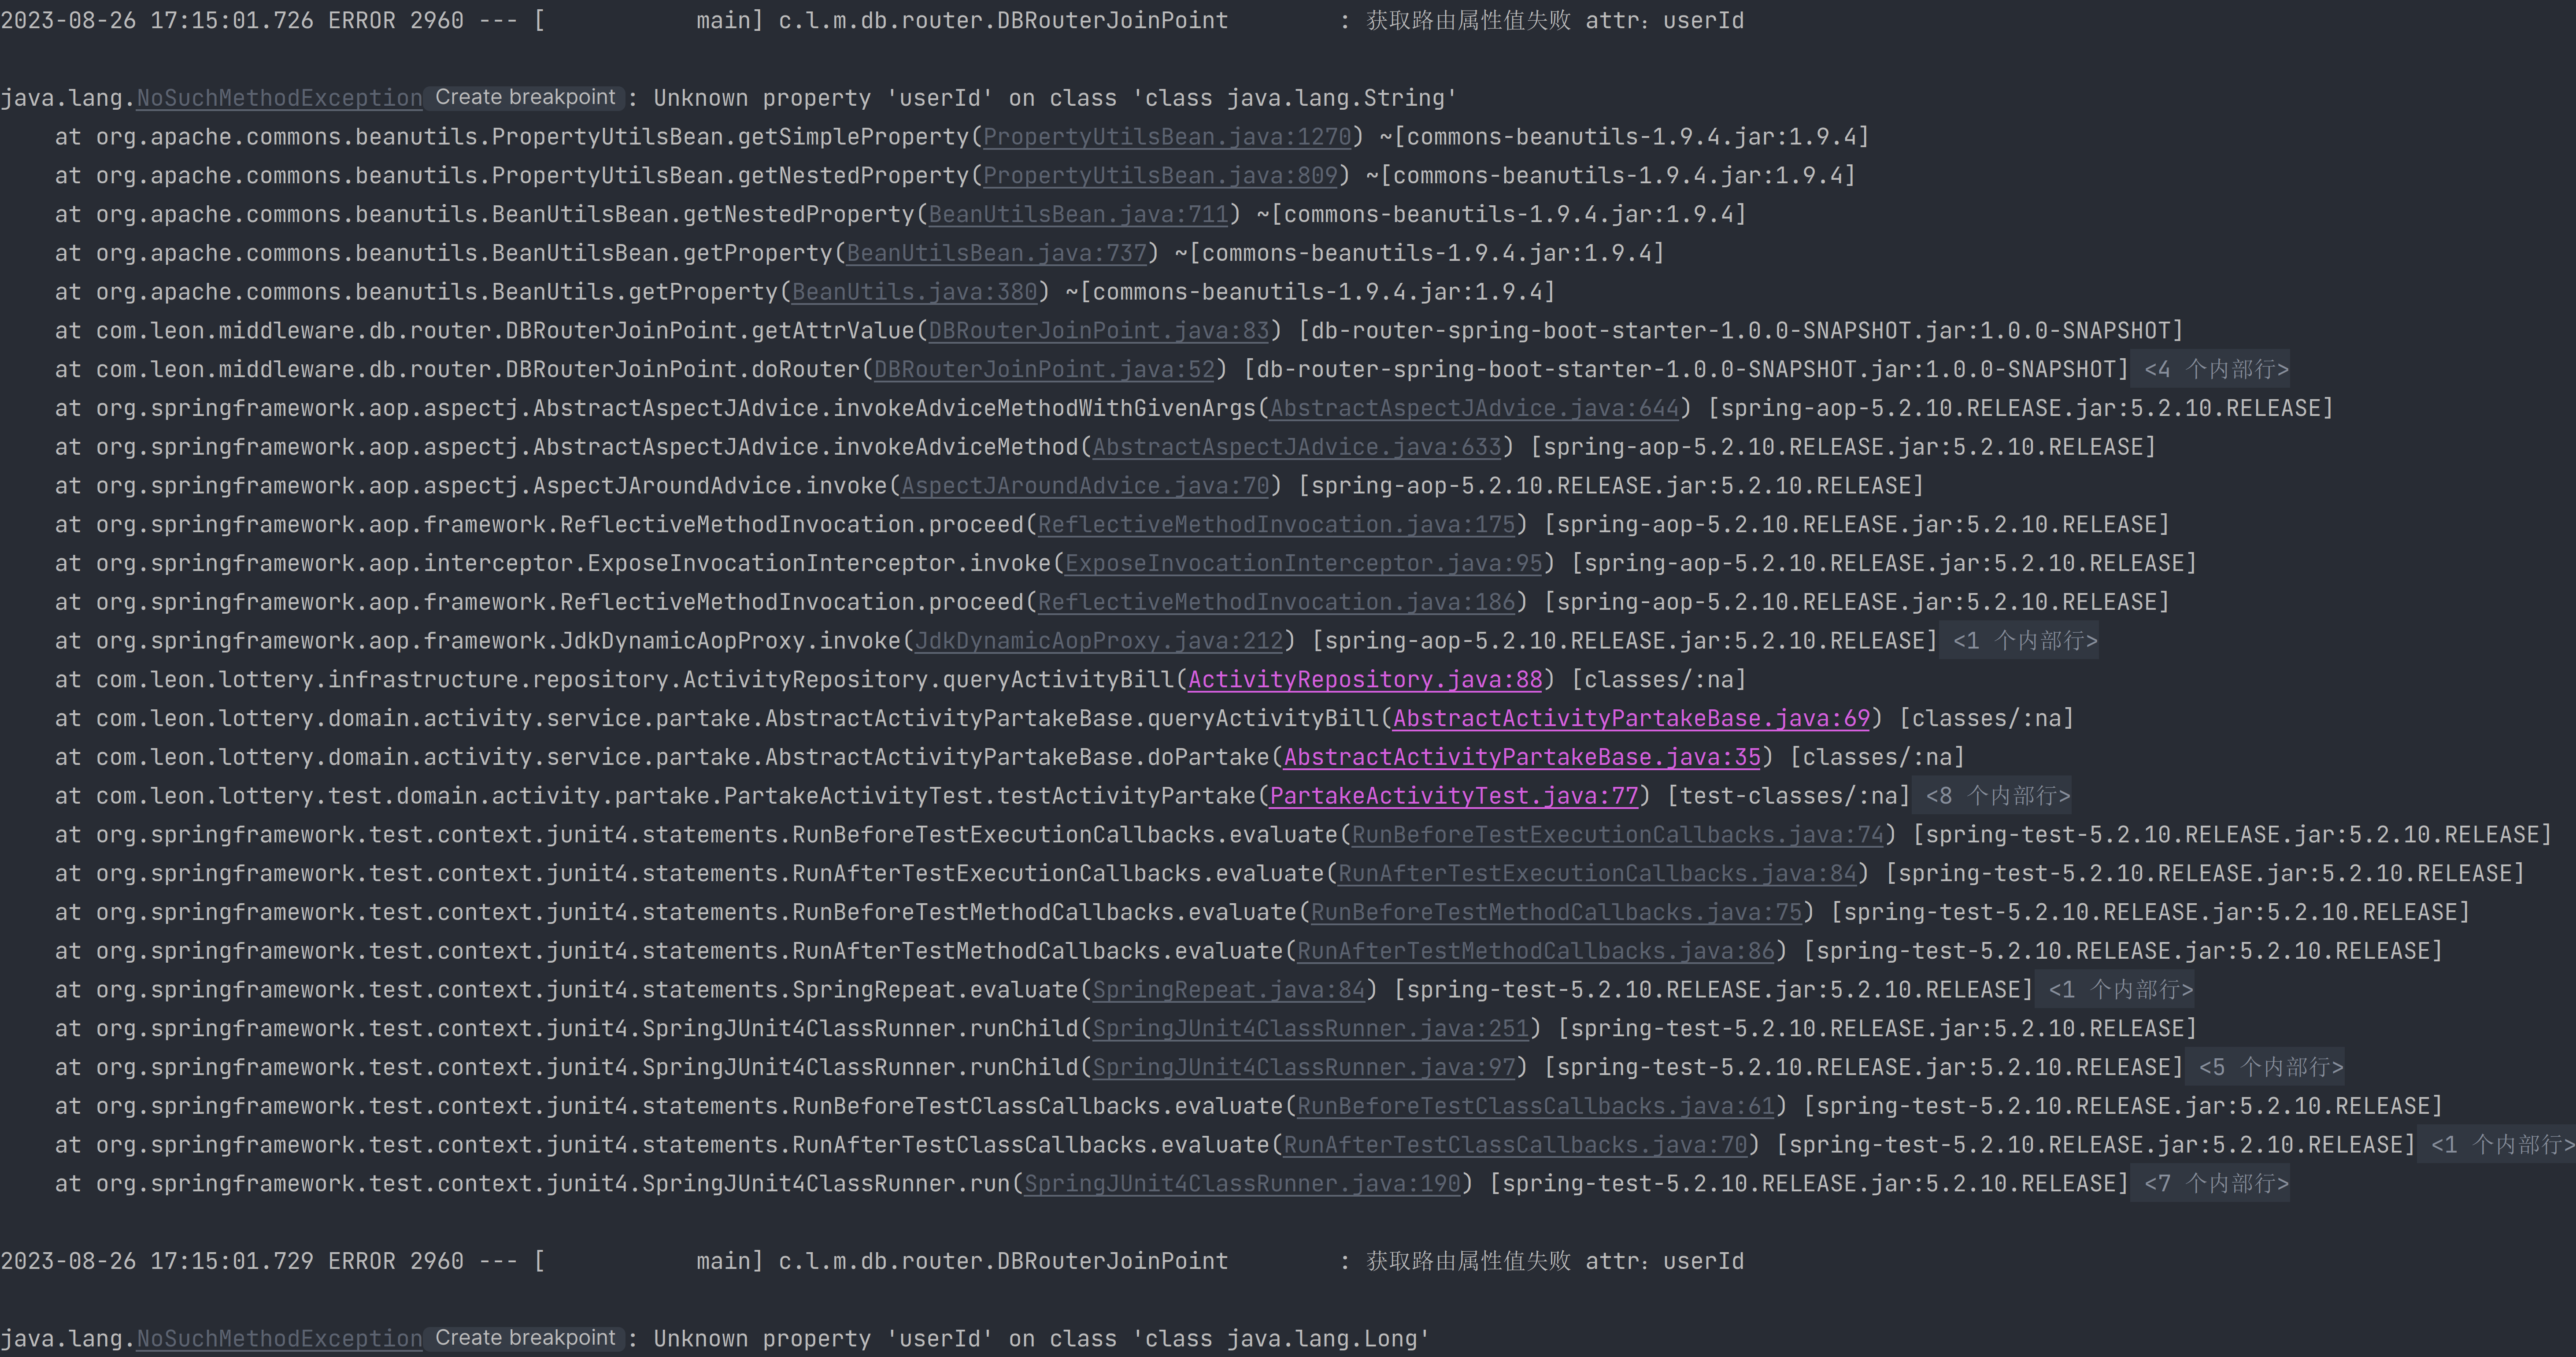 2023-08-26 17:15:01.726 ERROR 2960 --- [           main] c.l.m.db.router.DBRouterJoinPoint        : 获取路由属性值失败 attr：userId
java.lang.NoSuchMethodException Create breakpoint : Unknown property 'userId' on class 'class java.lang.String'
at org.apache.commons.beanutils.PropertyUtilsBean.getSimpleProperty(PropertyUtilsBean.java:1270) ~[commons-beanutils-1.9.4.jar:1.9.4]
at org.apache.commons.beanutils.PropertyUtilsBean.getNestedProperty(PropertyUtilsBean.java:809) ~[commons-beanutils-1.9.4.jar:1.9.4]
at org.apache.commons.beanutils.BeanUtilsBean.getNestedProperty(BeanUtilsBean.java:711) ~[commons-beanutils-1.9.4.jar:1.9.4]
at org.apache.commons.beanutils.BeanUtilsBean.getProperty(BeanUtilsBean.java:737) ~[commons-beanutils-1.9.4.jar:1.9.4]
at org.apache.commons.beanutils.BeanUtils.getProperty(BeanUtils.java:380) ~[commons-beanutils-1.9.4.jar:1.9.4]
at com.leon.middleware.db.router.DBRouterJoinPoint.getAttrValue(DBRouterJoinPoint.java:83) [db-router-spring-boot-starter-1.0.0-SNAPSHOT.jar:1.0.0-SNAPSHOT]
at com.leon.middleware.db.router.DBRouterJoinPoint.doRouter(DBRouterJoinPoint.java:52) [db-router-spring-boot-starter-1.0.0-SNAPSHOT.jar:1.0.0-SNAPSHOT] <4 个内部行>
at org.springframework.aop.aspectj.AbstractAspectJAdvice.invokeAdviceMethodWithGivenArgs(AbstractAspectJAdvice.java:644) [spring-aop-5.2.10.RELEASE.jar:5.2.10.RELEASE]
at org.springframework.aop.aspectj.AbstractAspectJAdvice.invokeAdviceMethod(AbstractAspectJAdvice.java:633) [spring-aop-5.2.10.RELEASE.jar:5.2.10.RELEASE]
at org.springframework.aop.aspectj.AspectJAroundAdvice.invoke(AspectJAroundAdvice.java:70) [spring-aop-5.2.10.RELEASE.jar:5.2.10.RELEASE]
at org.springframework.aop.framework.ReflectiveMethodInvocation.proceed(ReflectiveMethodInvocation.java:175) [spring-aop-5.2.10.RELEASE.jar:5.2.10.RELEASE]
at org.springframework.aop.interceptor.ExposeInvocationInterceptor.invoke(ExposeInvocationInterceptor.java:95) [spring-aop-5.2.10.RELEASE.jar:5.2.10.RELEASE]
at org.springframework.aop.framework.ReflectiveMethodInvocation.proceed(ReflectiveMethodInvocation.java:186) [spring-aop-5.2.10.RELEASE.jar:5.2.10.RELEASE]
at org.springframework.aop.framework.JdkDynamicAopProxy.invoke(JdkDynamicAopProxy.java:212) [spring-aop-5.2.10.RELEASE.jar:5.2.10.RELEASE] <1 个内部行>
at com.leon.lottery.infrastructure.repository.ActivityRepository.queryActivityBill(ActivityRepository.java:88) [classes/:na]
at com.leon.lottery.domain.activity.service.partake.AbstractActivityPartakeBase.queryActivityBill(AbstractActivityPartakeBase.java:69) [classes/:na]
at com.leon.lottery.domain.activity.service.partake.AbstractActivityPartakeBase.doPartake(AbstractActivityPartakeBase.java:35) [classes/:na]
at com.leon.lottery.test.domain.activity.partake.PartakeActivityTest.testActivityPartake(PartakeActivityTest.java:77) [test-classes/:na] <8 个内部行>
at org.springframework.test.context.junit4.statements.RunBeforeTestExecutionCallbacks.evaluate(RunBeforeTestExecutionCallbacks.java:74) [spring-test-5.2.10.RELEASE.jar:5.2.10.RELEASE]
at org.springframework.test.context.junit4.statements.RunAfterTestExecutionCallbacks.evaluate(RunAfterTestExecutionCallbacks.java:84) [spring-test-5.2.10.RELEASE.jar:5.2.10.RELEASE]
at org.springframework.test.context.junit4.statements.RunBeforeTestMethodCallbacks.evaluate(RunBeforeTestMethodCallbacks.java:75) [spring-test-5.2.10.RELEASE.jar:5.2.10.RELEASE]
at org.springframework.test.context.junit4.statements.RunAfterTestMethodCallbacks.evaluate(RunAfterTestMethodCallbacks.java:86) [spring-test-5.2.10.RELEASE.jar:5.2.10.RELEASE]
at org.springframework.test.context.junit4.statements.SpringRepeat.evaluate(SpringRepeat.java:84) [spring-test-5.2.10.RELEASE.jar:5.2.10.RELEASE] <1 个内部行>
at org.springframework.test.context.junit4.SpringJUnit4ClassRunner.runChild(SpringJUnit4ClassRunner.java:251) [spring-test-5.2.10.RELEASE.jar:5.2.10.RELEASE]
at org.springframework.test.context.junit4.SpringJUnit4ClassRunner.runChild(SpringJUnit4ClassRunner.java:97) [spring-test-5.2.10.RELEASE.jar:5.2.10.RELEASE] <5 个内部行>
at org.springframework.test.context.junit4.statements.RunBeforeTestClassCallbacks.evaluate(RunBeforeTestClassCallbacks.java:61) [spring-test-5.2.10.RELEASE.jar:5.2.10.RELEASE]
at org.springframework.test.context.junit4.statements.RunAfterTestClassCallbacks.evaluate(RunAfterTestClassCallbacks.java:70) [spring-test-5.2.10.RELEASE.jar:5.2.10.RELEASE] <1 个内部行>
at org.springframework.test.context.junit4.SpringJUnit4ClassRunner.run(SpringJUnit4ClassRunner.java:190) [spring-test-5.2.10.RELEASE.jar:5.2.10.RELEASE] <7 个内部行>
2023-08-26 17:15:01.729 ERROR 2960 --- [           main] c.l.m.db.router.DBRouterJoinPoint        : 获取路由属性值失败 attr：userId
java.lang.NoSuchMethodException Create breakpoint : Unknown property 'userId' on class 'class java.lang.Long'